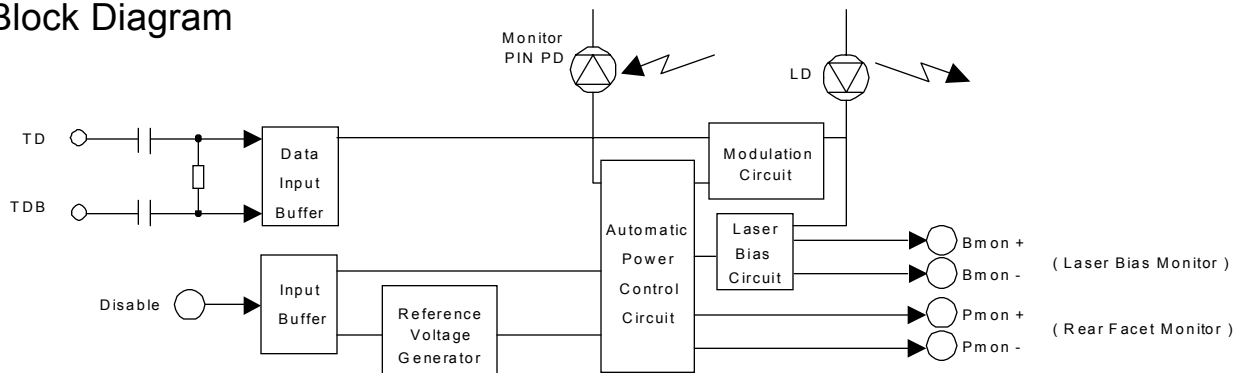 Block Diagram
Monitor
PIN PD
LD
TD
TDB
Data
Input
Buffer
Modulation
Circuit
Automatic
Power
Control
Circuit
Laser
Bias
Circuit
Bmon +
Bmon -
( Laser Bias Monitor )
Disable
Input
Buffer
Reference
Voltage
Generator
Pmon +
Pmon -
( Rear Facet Monitor )